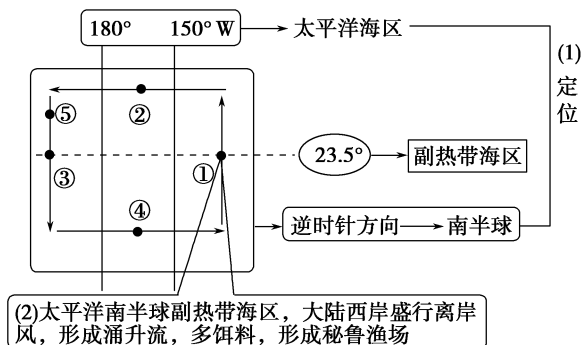 180° 150° W 太平洋海区
(1)定位
⑤ ②
③ ① 23.5° 副热带海区
④
逆时针方向 南半球
(2)太平洋南半球副热带海区，大陆西岸盛行离岸
风，形成涌升流，多饵料，形成秘鲁渔场